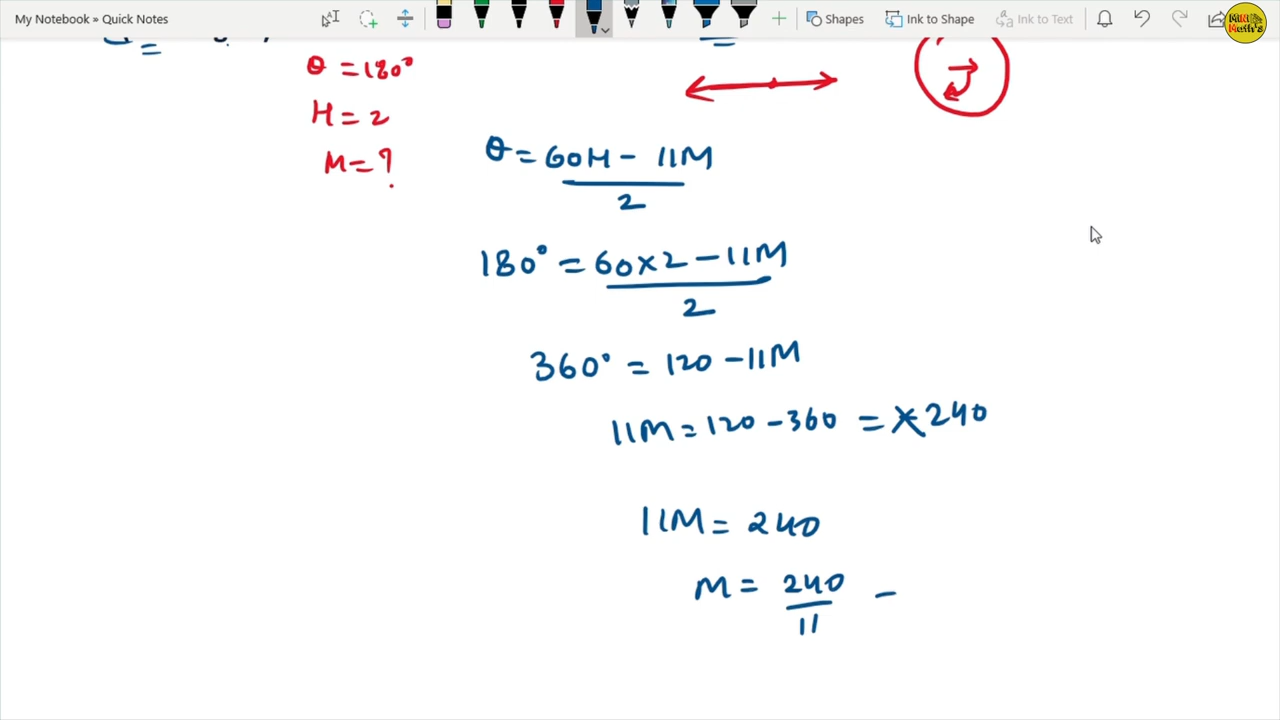 My Notebook » Quick Notes
Shapes
Ink to Shape
Ink to Text
Maths
θ = 180°
H = 2
M = ?
θ = 60H - 11M
2
180° = 60×2 - 11M
2
360° = 120 - 11M
11M = 120 - 360 = -240
11M = 240
M = 240 -
11